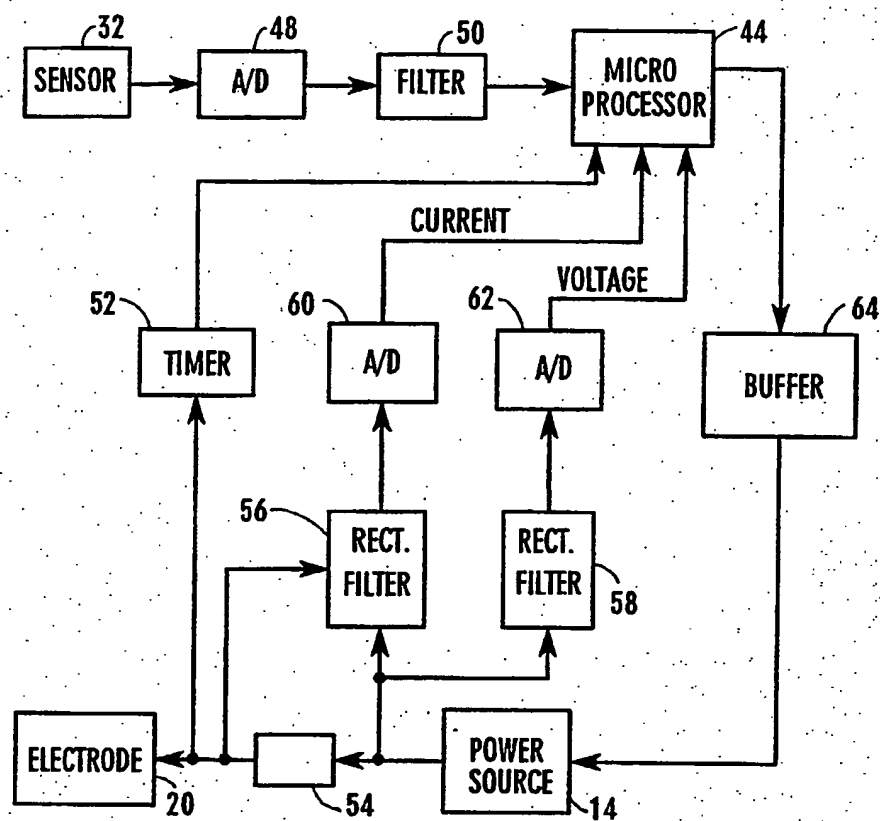 32
48
50
44
SENSOR
A/D
FILTER
MICRO
PROCESSOR
CURRENT
VOLTAGE
52
60
62
64
TIMER
A/D
A/D
BUFFER
56
RECT.
FILTER
RECT.
FILTER
58
ELECTRODE
20
54
POWER
SOURCE
14